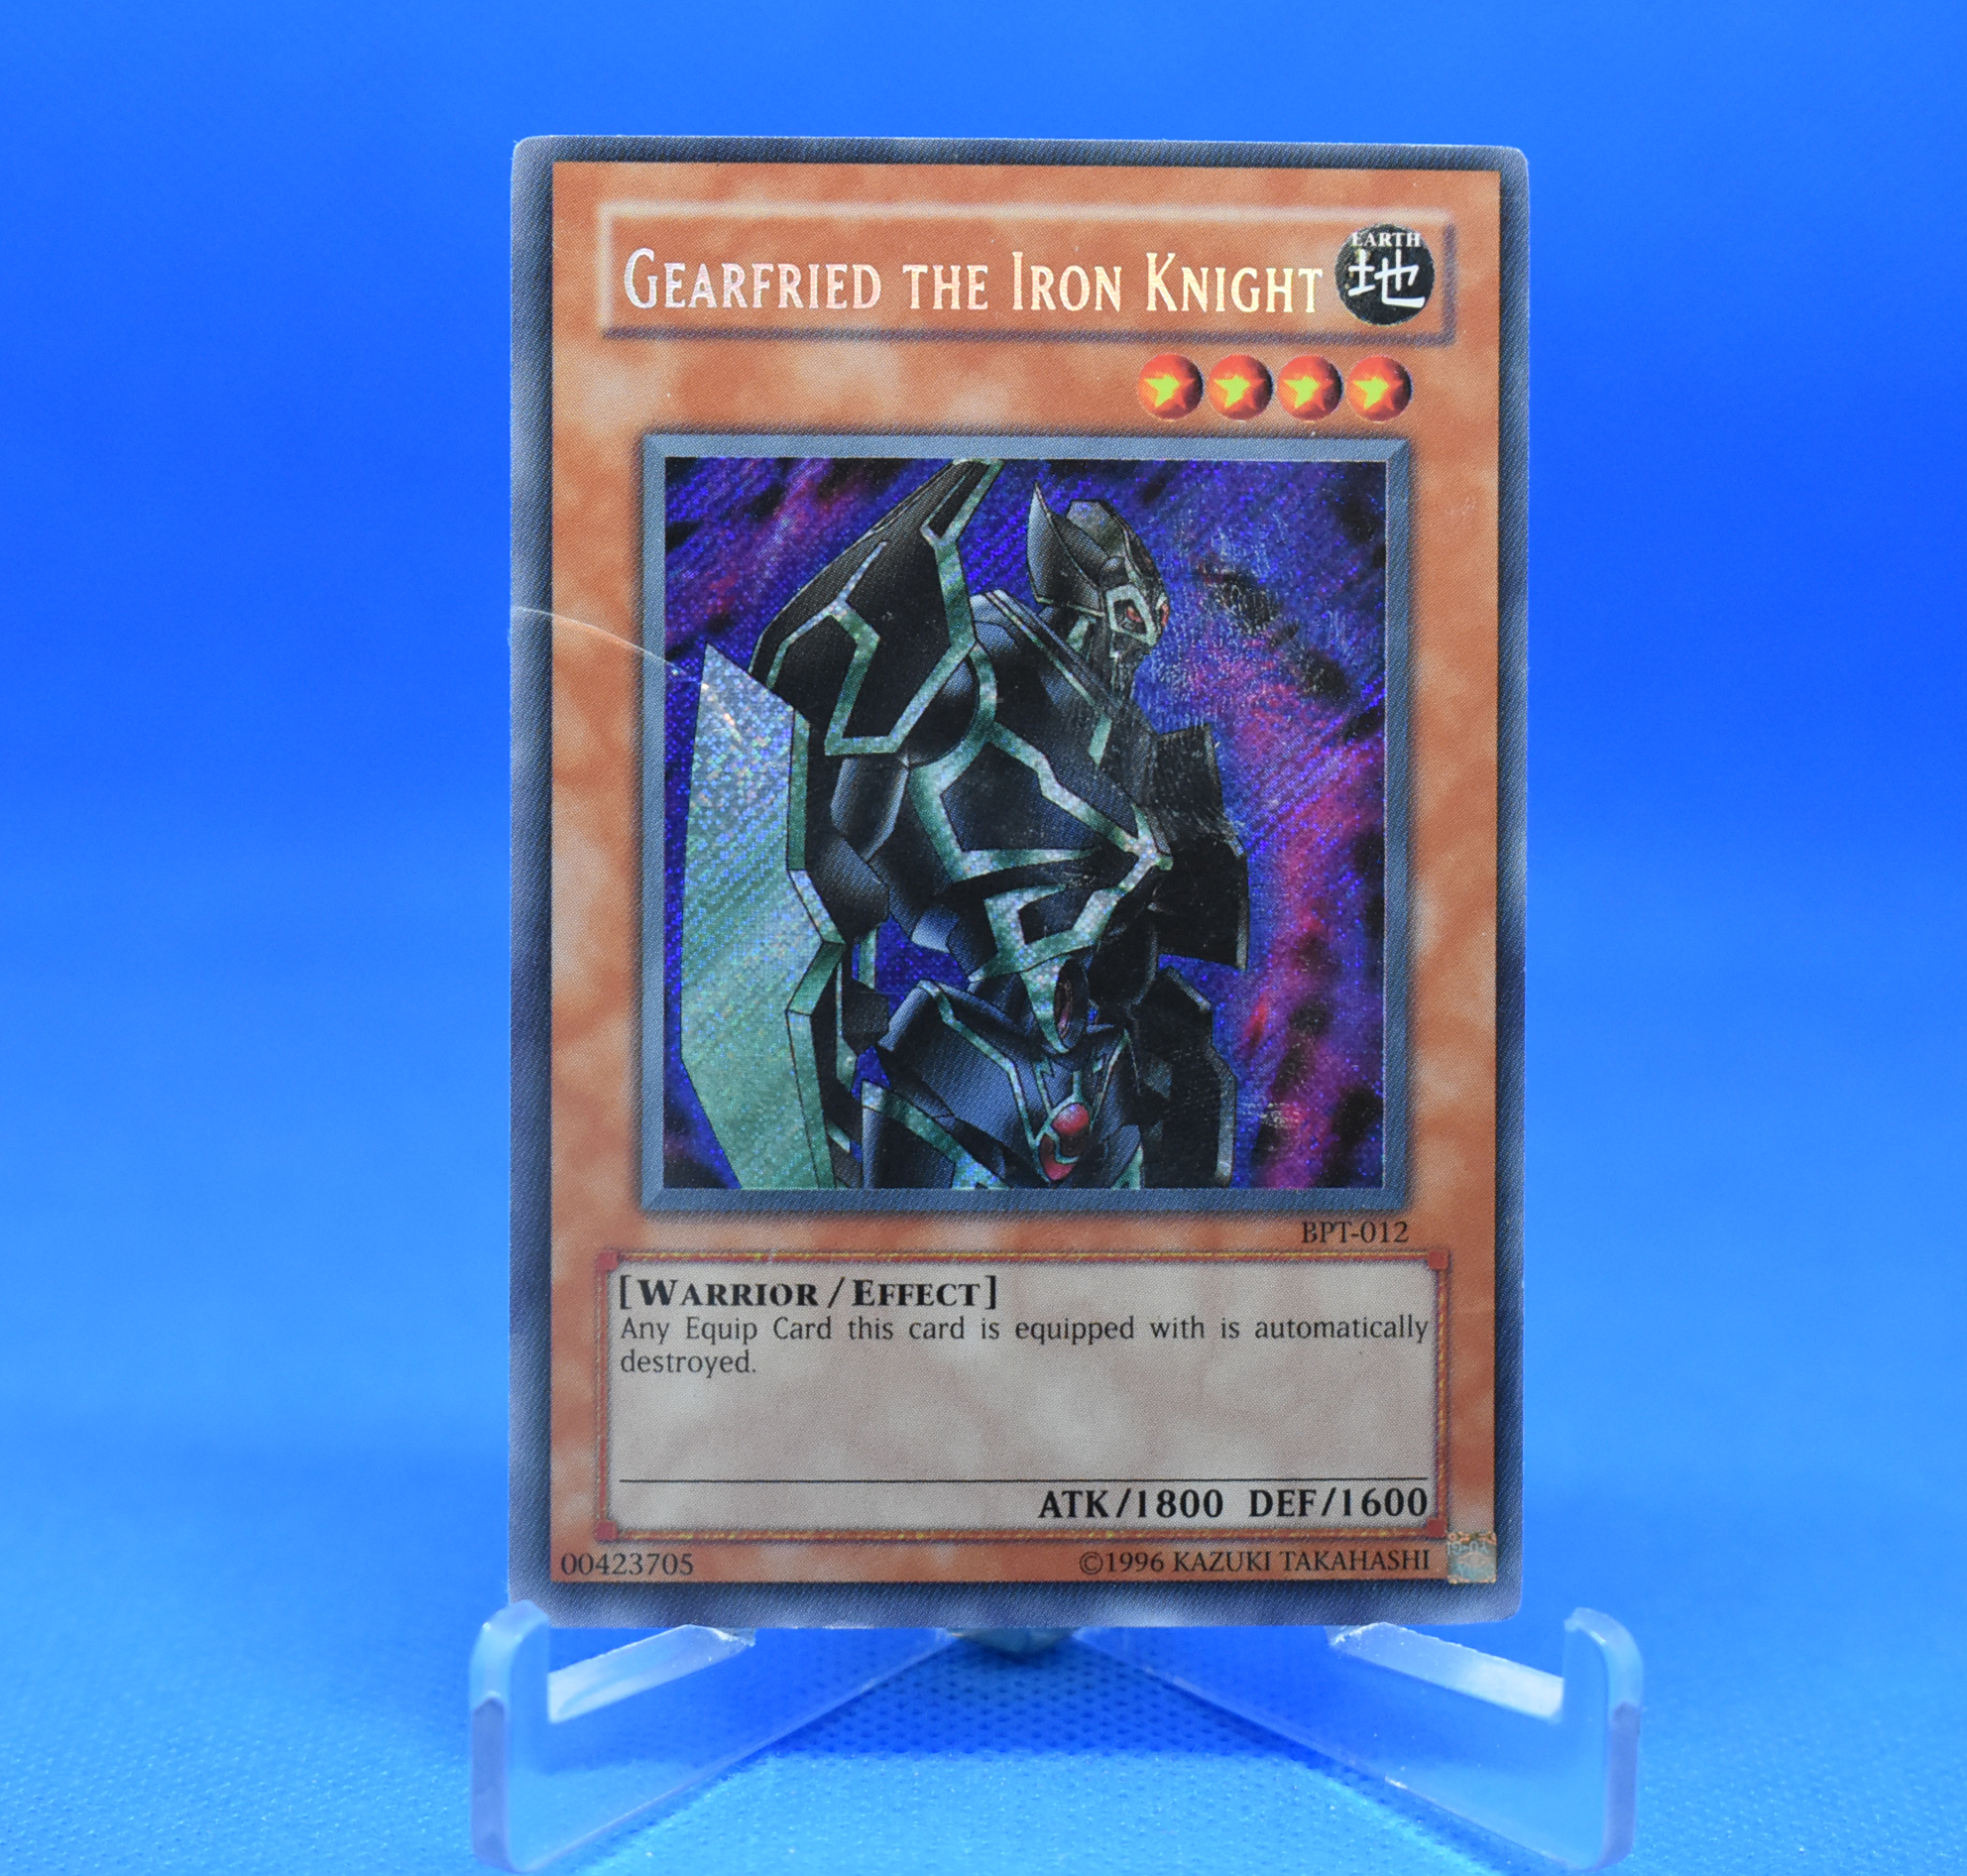 GEARFRIED THE IRON KNIGHT
EARTH
地
BPT-012
[WARRIOR/EFFECT]
Any Equip Card this card is equipped with is automatically
destroyed.
ATK/1800 DEF/1600
00423705
©1996 KAZUKI TAKAHASHI